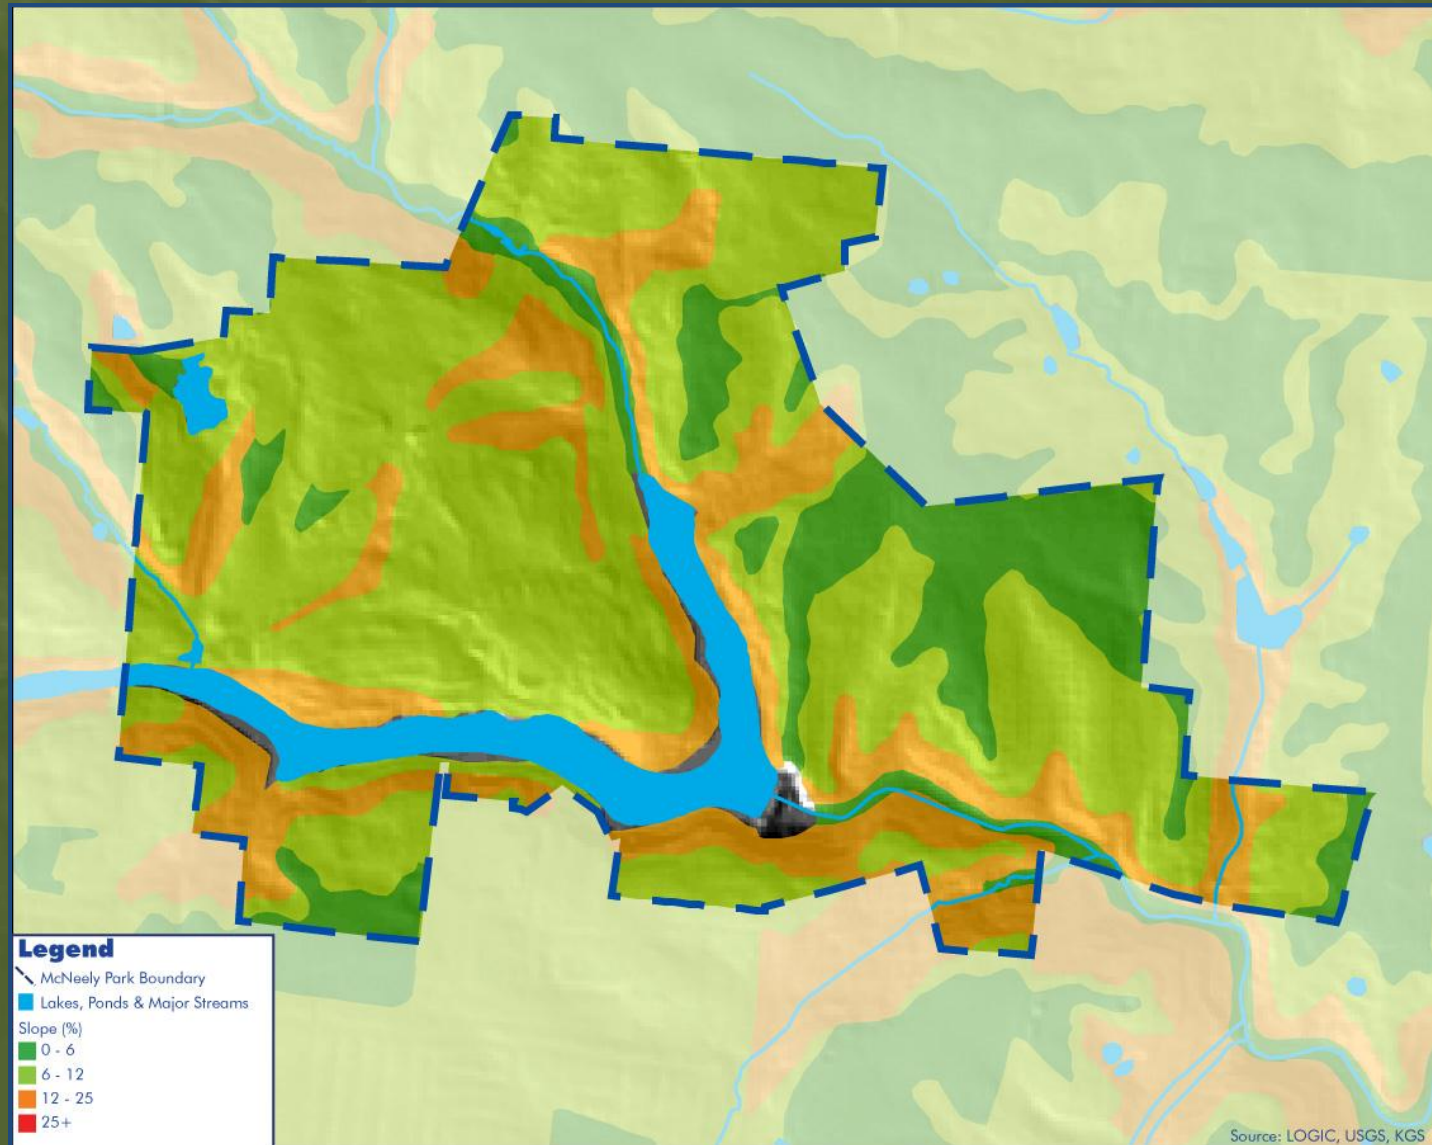 Legend
McNeely Park Boundary
Lakes, Ponds & Major Streams
Slope (%)
0 - 6
6 - 12
12 - 25
25+
Source: LOGIC, USGS, KGS